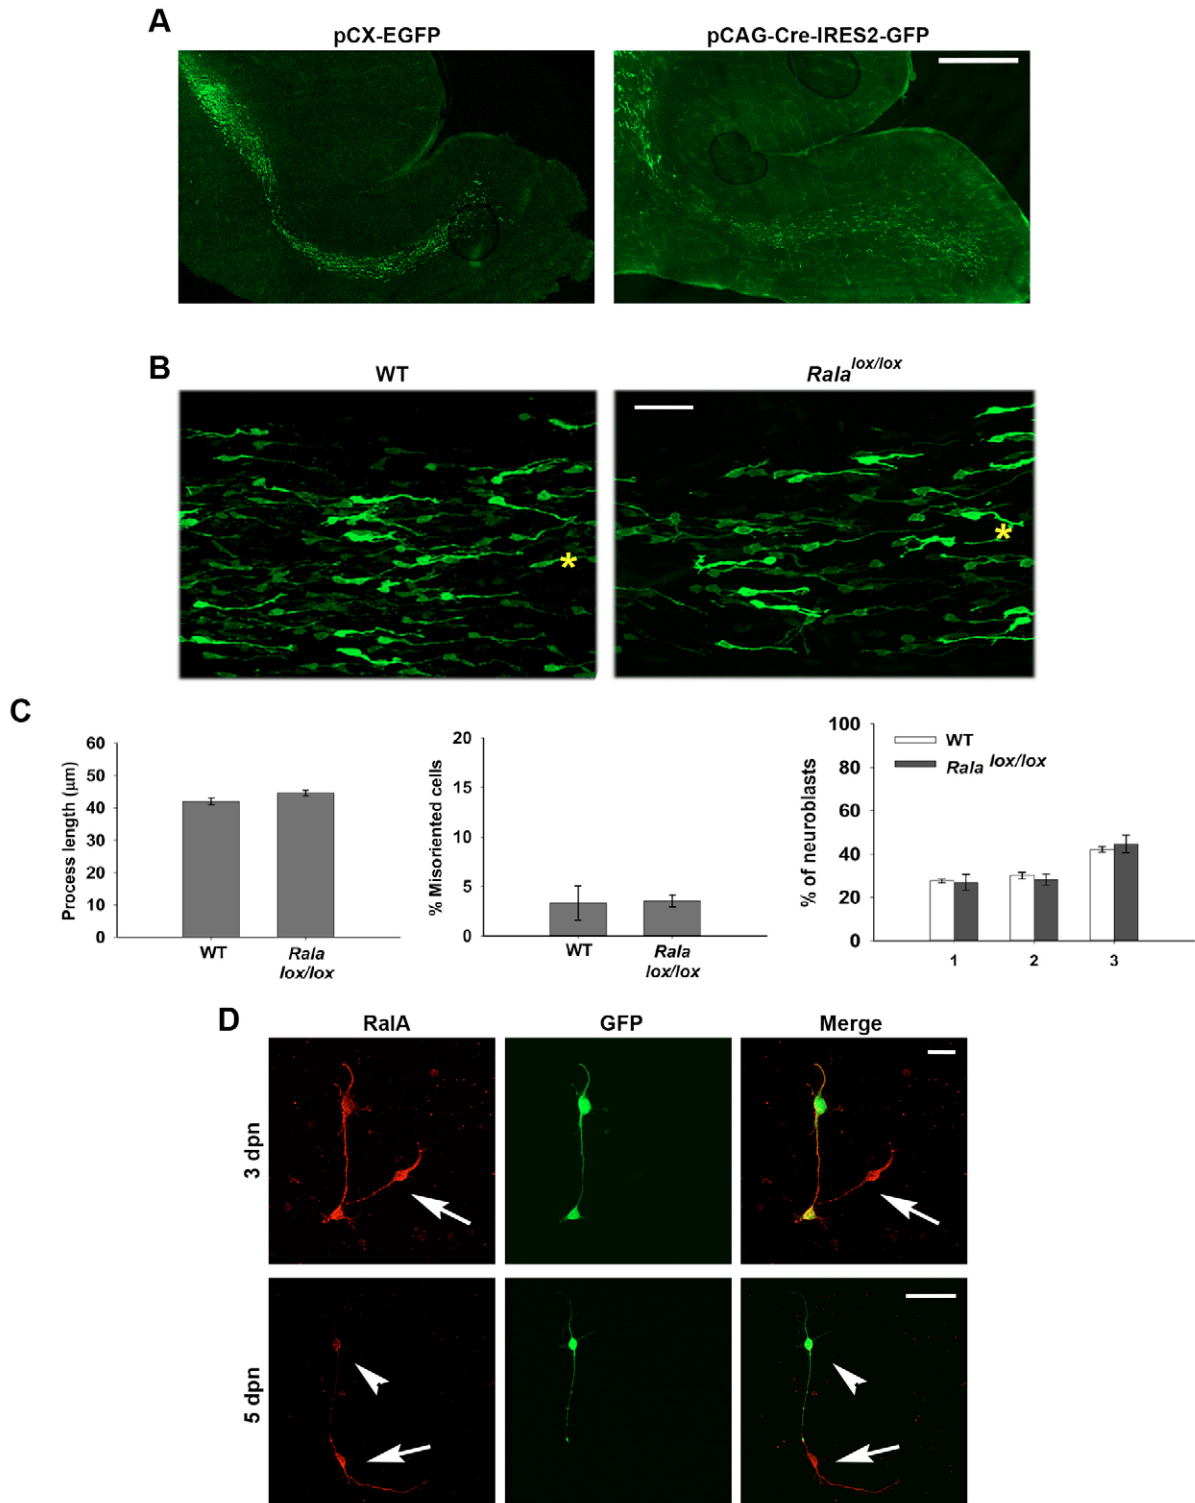 A
pCX-EGFP
pCAG-Cre-IRES2-GFP
B
WT
Rala lox/lox
*
*
C
Process length (µm)
60
50
40
30
20
10
0
WT
Rala
lox/lox
% Misoriented cells
20
15
10
5
0
WT
Rala
lox/lox
% of neuroblasts
100
80
60
40
20
0
WT
Rala lox/lox
1
2
3
D
RalA
GFP
Merge
3 dpn
5 dpn